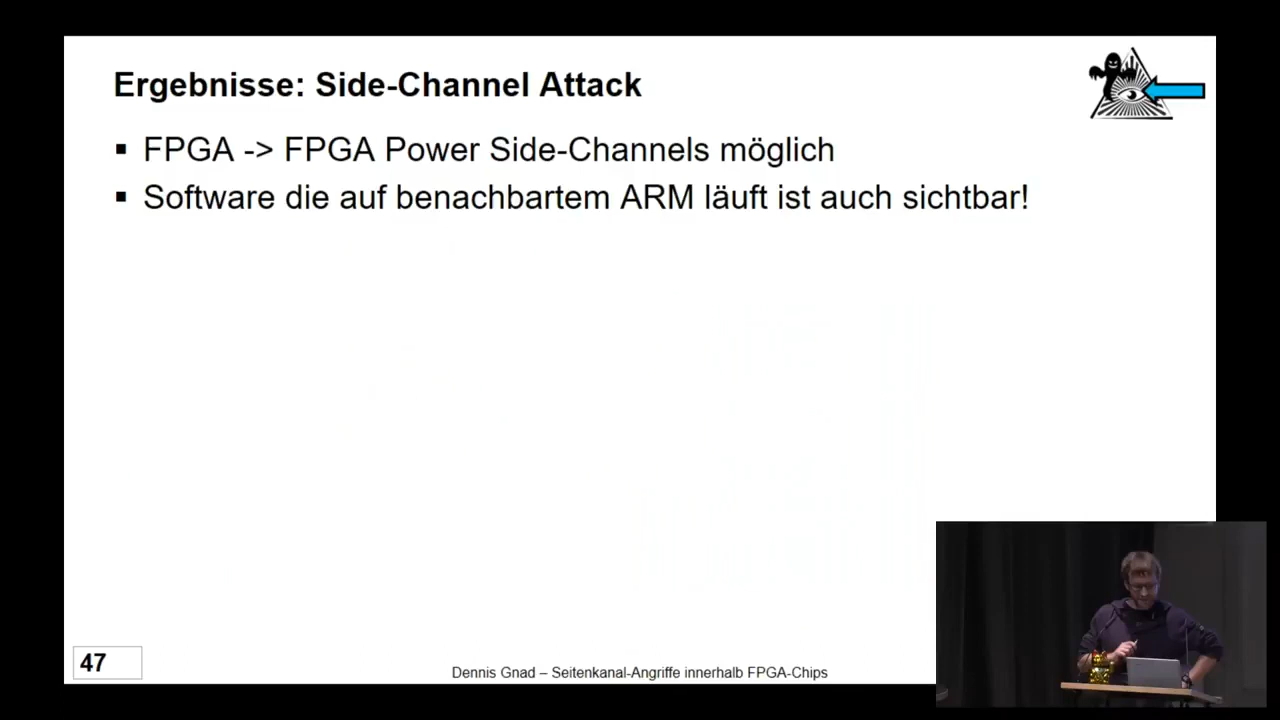 Ergebnisse: Side-Channel Attack
▪ FPGA -> FPGA Power Side-Channels möglich
▪ Software die auf benachbartem ARM läuft ist auch sichtbar!
47
Dennis Gnad – Seitenkanal-Angriffe innerhalb FPGA-Chips